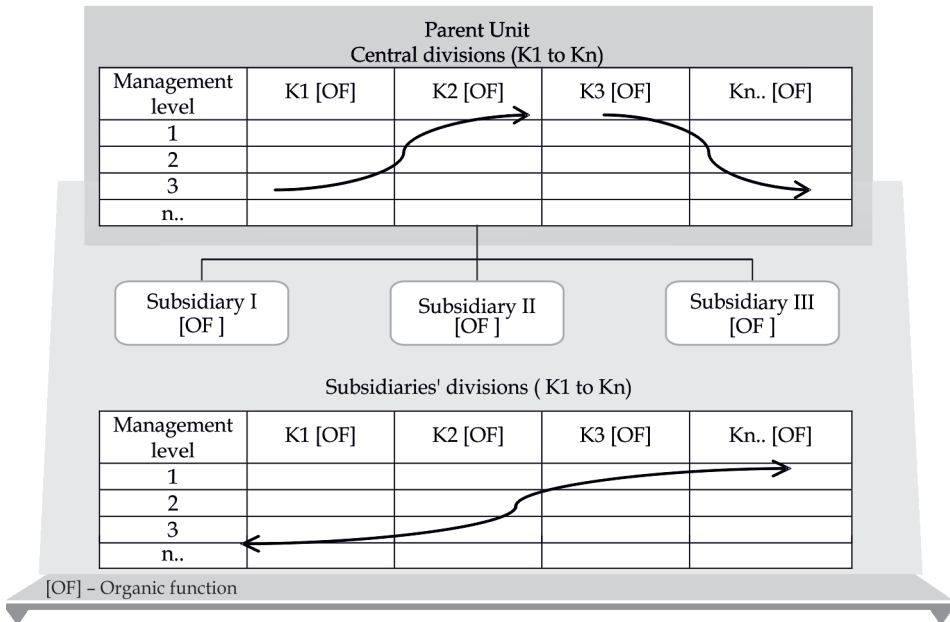 Parent Unit
Central divisions (K1 to Kn)
Management level K1 [OF] K2 [OF] K3 [OF] Kn.. [OF]
1
2
3
n..
Subsidiary I
[OF ]
Subsidiary II
[OF ]
Subsidiary III
[OF ]
Subsidiaries' divisions ( K1 to Kn)
Management level K1 [OF] K2 [OF] K3 [OF] Kn.. [OF]
1
2
3
n..
[OF] – Organic function